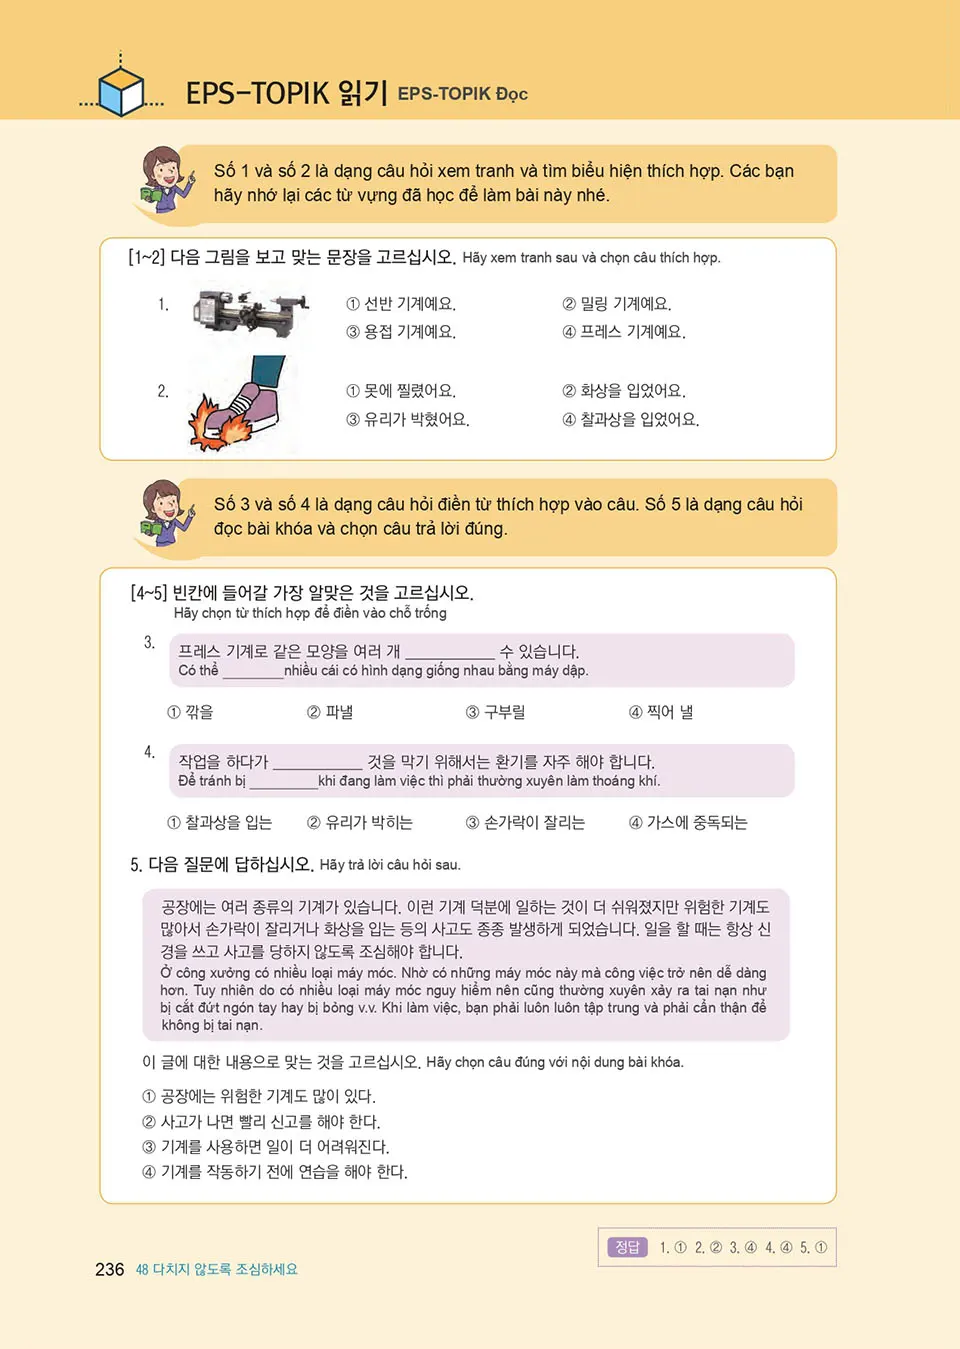 EPS-TOPIK 읽기 EPS-TOPIK Đọc
Số 1 và số 2 là dạng câu hỏi xem tranh và tìm biểu hiện thích hợp. Các bạn
hãy nhớ lại các từ vựng đã học để làm bài này nhé.
[1~2] 다음 그림을 보고 맞는 문장을 고르십시오. Hãy xem tranh sau và chọn câu thích hợp.
1. ① 선반 기계예요. ② 밀링 기계예요.
③ 용접 기계예요. ④ 프레스 기계예요.
2. ① 못에 찔렸어요. ② 화상을 입었어요.
③ 유리가 박혔어요. ④ 찰과상을 입었어요.
Số 3 và số 4 là dạng câu hỏi điền từ thích hợp vào câu. Số 5 là dạng câu hỏi
đọc bài khóa và chọn câu trả lời đúng.
[4~5] 빈칸에 들어갈 가장 알맞은 것을 고르십시오.
Hãy chọn từ thích hợp để điền vào chỗ trống
3. 프레스 기계로 같은 모양을 여러 개 __________ 수 있습니다.
Có thể ________nhiều cái có hình dạng giống nhau bằng máy dập.
① 깎을 ② 파낼 ③ 구부릴 ④ 찍어 낼
4. 작업을 하다가 __________ 것을 막기 위해서는 환기를 자주 해야 합니다.
Để tránh bị _________khi đang làm việc thì phải thường xuyên làm thoáng khí.
① 찰과상을 입는 ② 유리가 박히는 ③ 손가락이 잘리는 ④ 가스에 중독되는
5. 다음 질문에 답하십시오. Hãy trả lời câu hỏi sau.
공장에는 여러 종류의 기계가 있습니다. 이런 기계 덕분에 일하는 것이 더 쉬워졌지만 위험한 기계도
많아서 손가락이 잘리거나 화상을 입는 등의 사고도 종종 발생하게 되었습니다. 일을 할 때는 항상 신
경을 쓰고 사고를 당하지 않도록 조심해야 합니다.
Ở công xưởng có nhiều loại máy móc. Nhờ có những máy móc này mà công việc trở nên dễ dàng
hơn. Tuy nhiên do có nhiều loại máy móc nguy hiểm nên cũng thường xuyên xảy ra tai nạn như
bị cắt đứt ngón tay hay bị bỏng v.v. Khi làm việc, bạn phải luôn luôn tập trung và phải cẩn thận để
không bị tai nạn.
이 글에 대한 내용으로 맞는 것을 고르십시오. Hãy chọn câu đúng với nội dung bài khóa.
① 공장에는 위험한 기계도 많이 있다.
② 사고가 나면 빨리 신고를 해야 한다.
③ 기계를 사용하면 일이 더 어려워진다.
④ 기계를 작동하기 전에 연습을 해야 한다.
정답 1. ① 2. ② 3. ④ 4. ④ 5. ①
236 48 다치지 않도록 조심하세요